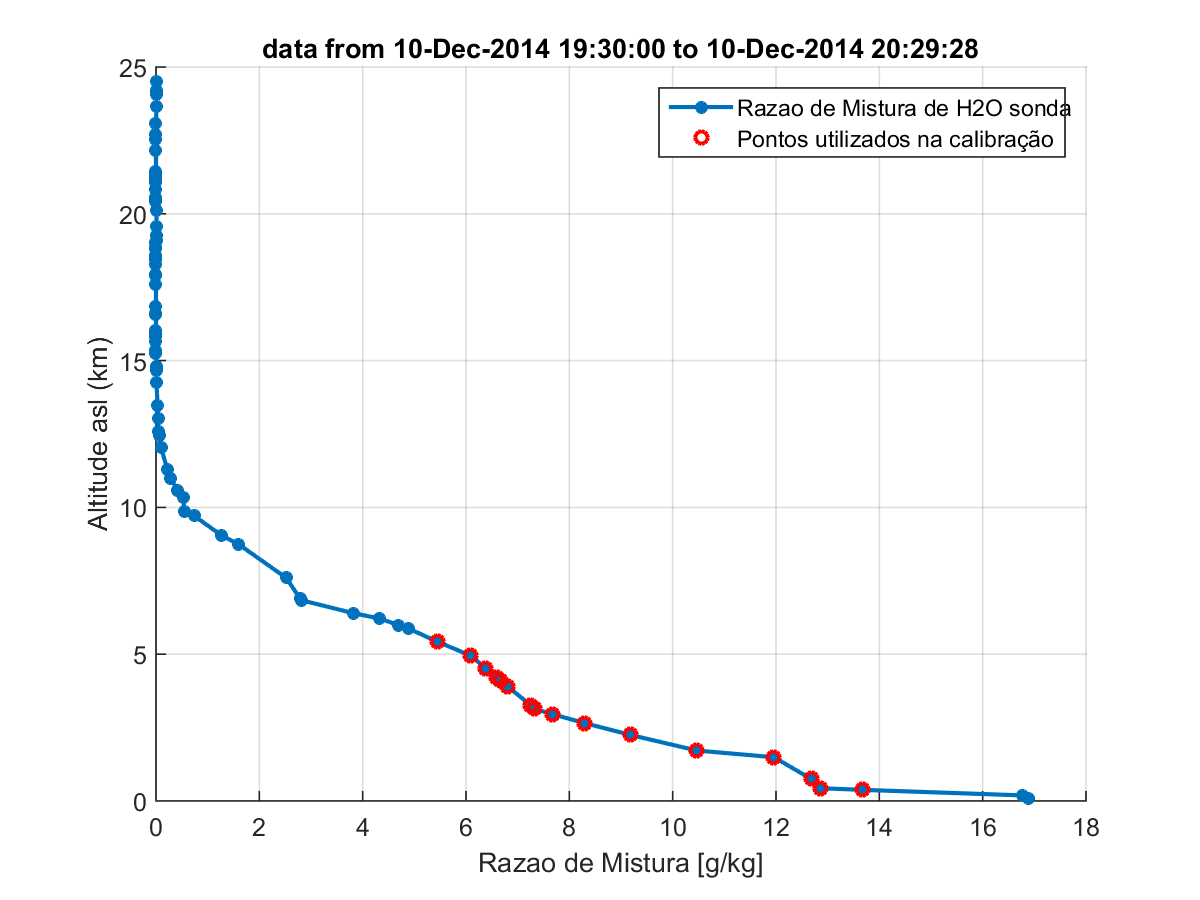 data from 10-Dec-2014 19:30:00 to 10-Dec-2014 20:29:28
Razao de Mistura de H2O sonda
Pontos utilizados na calibração
25
20
15
10
5
0
Altitude asl (km)
0 2 4 6 8 10 12 14 16 18
Razao de Mistura [g/kg]